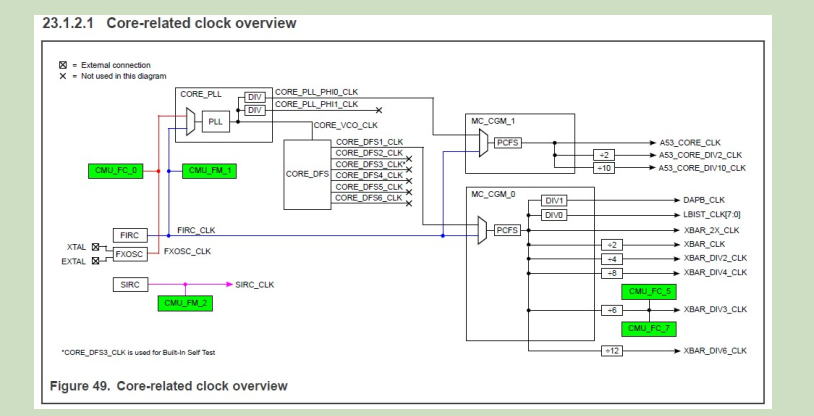 23.1.2.1 Core-related clock overview
= External connection
= Not used in this diagram
CORE_PLL
DIV
CORE_PLL_PHI0_CLK
DIV
CORE_PLL_PHI1_CLK
PLL
CORE_VCO_CLK
MC_CGM_1
PCFS
A53_CORE_CLK
÷2
A53_CORE_DIV2_CLK
÷10
A53_CORE_DIV10_CLK
CORE_DFS
CORE_DFS1_CLK
CORE_DFS2_CLK
CORE_DFS3_CLK*
CORE_DFS4_CLK
CORE_DFS5_CLK
CORE_DFS6_CLK
CMU_FC_0
CMU_FM_1
MC_CGM_0
DIV1
DAPB_CLK
DIV0
LBIST_CLK[7:0]
PCFS
XBAR_2X_CLK
÷2
XBAR_CLK
÷4
XBAR_DIV2_CLK
÷8
XBAR_DIV4_CLK
CMU_FC_5
÷6
XBAR_DIV3_CLK
CMU_FC_7
÷12
XBAR_DIV6_CLK
FIRC
FIRC_CLK
XTAL
EXTAL
FXOSC
FXOSC_CLK
SIRC
SIRC_CLK
CMU_FM_2
*CORE_DFS3_CLK is used for Built-In Self Test
Figure 49. Core-related clock overview